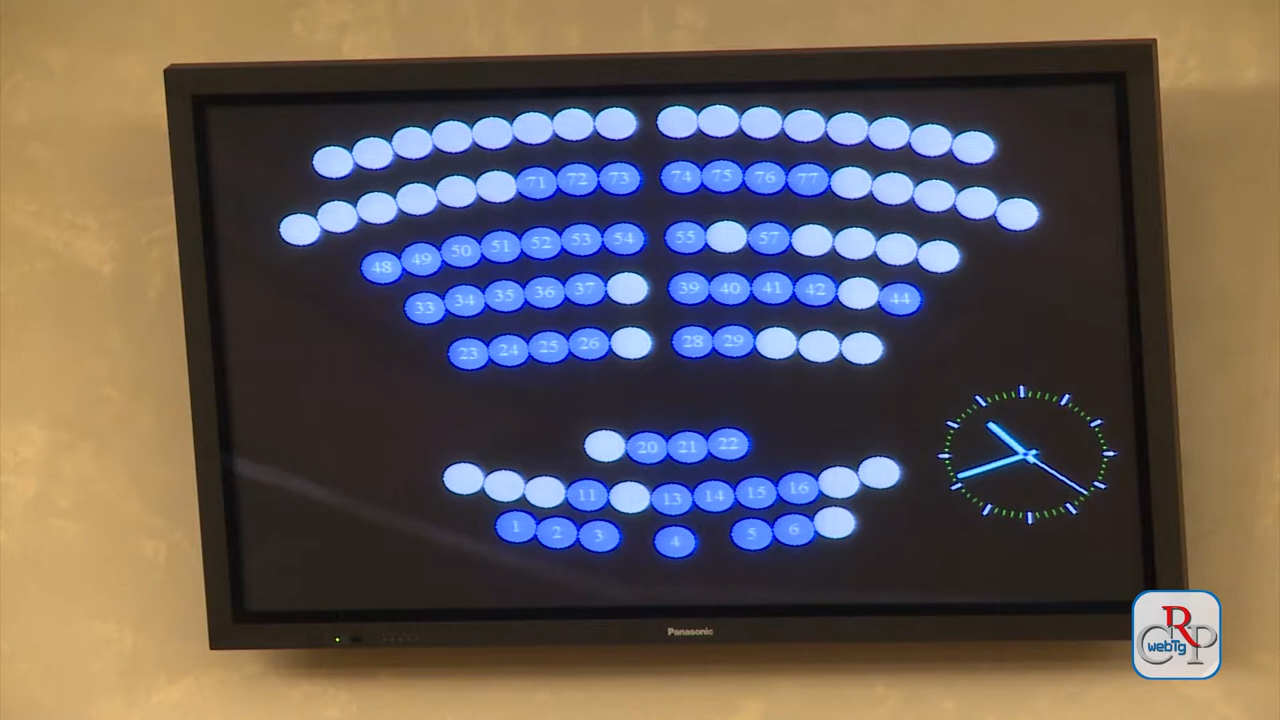 71 72 73 74 75 76 77
48 49 50 51 52 53 54 55 57
33 34 35 36 37 39 40 41 42 44
23 24 25 26 28 29
20 21 22
11 13 14 15 16
1 2 3 4 5 6
Panasonic
CRP
webTg